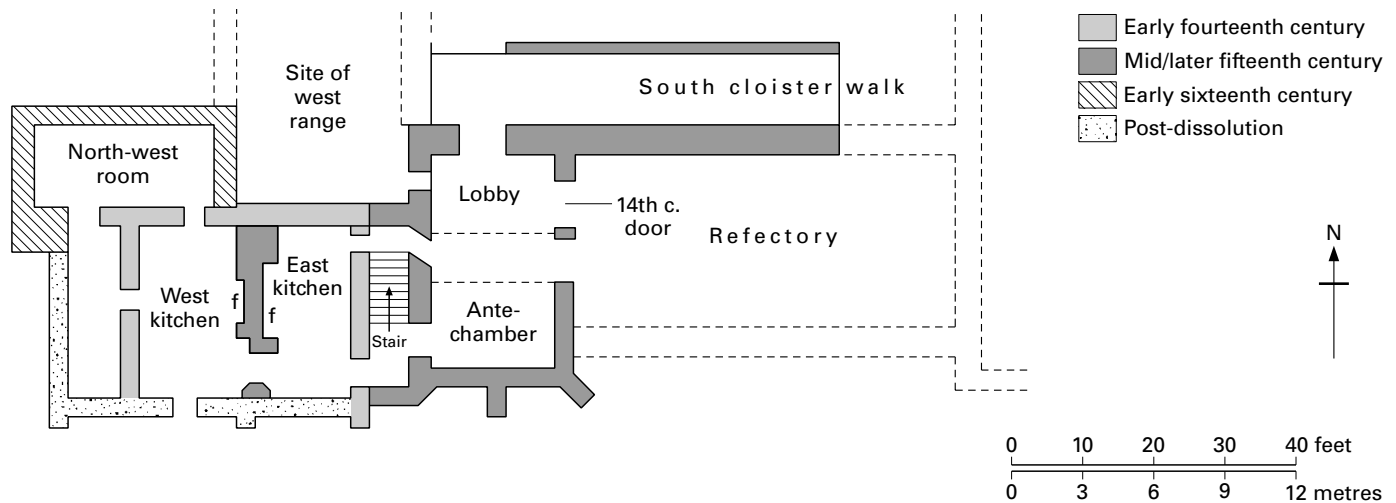 Site of
west
range
South cloister walk
North-west
room
Lobby
14th c.
door
Refectory
East
kitchen
West
kitchen
f
f
Stair
Ante-
chamber
Early fourteenth century
Mid/later fifteenth century
Early sixteenth century
Post-dissolution
N
0 10 20 30 40 feet
0 3 6 9 12 metres